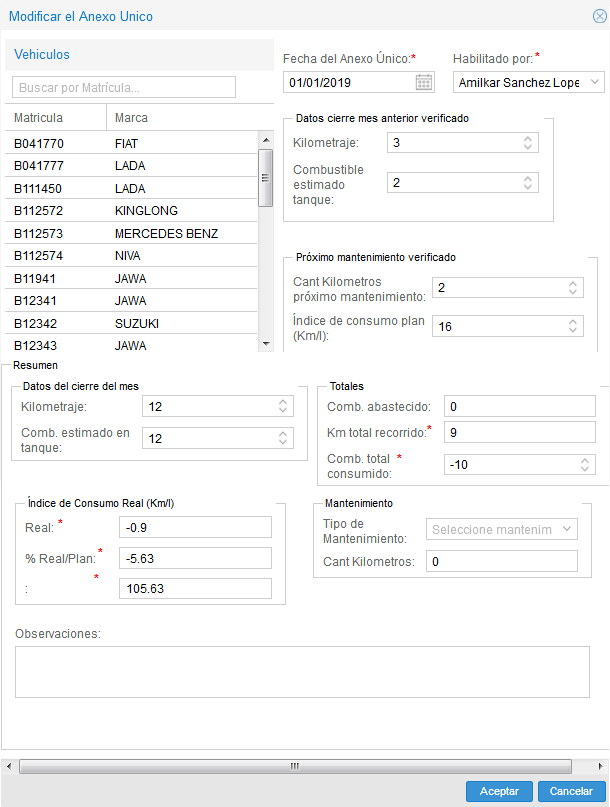 Modificar el Anexo Unico
Vehiculos
Buscar por Matrícula...
Matricula Marca
B041770 FIAT
B041777 LADA
B111450 LADA
B112572 KINGLONG
B112573 MERCEDES BENZ
B112574 NIVA
B11941 JAWA
B12341 JAWA
B12342 SUZUKI
B12343 JAWA
Fecha del Anexo Único:*
01/01/2019
Habilitado por:*
Amilkar Sanchez Lope
Datos cierre mes anterior verificado
Kilometraje: 3
Combustible
estimado 2
tanque:
Próximo mantenimiento verificado
Cant Kilometros 2
próximo mantenimiento:
Índice de consumo plan 16
(Km/l):
Resumen
Datos del cierre del mes
Kilometraje: 12
Comb. estimado en 12
tanque:
Totales
Comb. abastecido: 0
Km total recorrido:* 9
Comb. total * -10
consumido:
Índice de Consumo Real (Km/l)
Real: * -0.9
% Real/Plan:* -5.63
: * 105.63
Mantenimiento
Tipo de Seleccione mantenim
Mantenimiento:
Cant Kilometros: 0
Observaciones:
Aceptar Cancelar